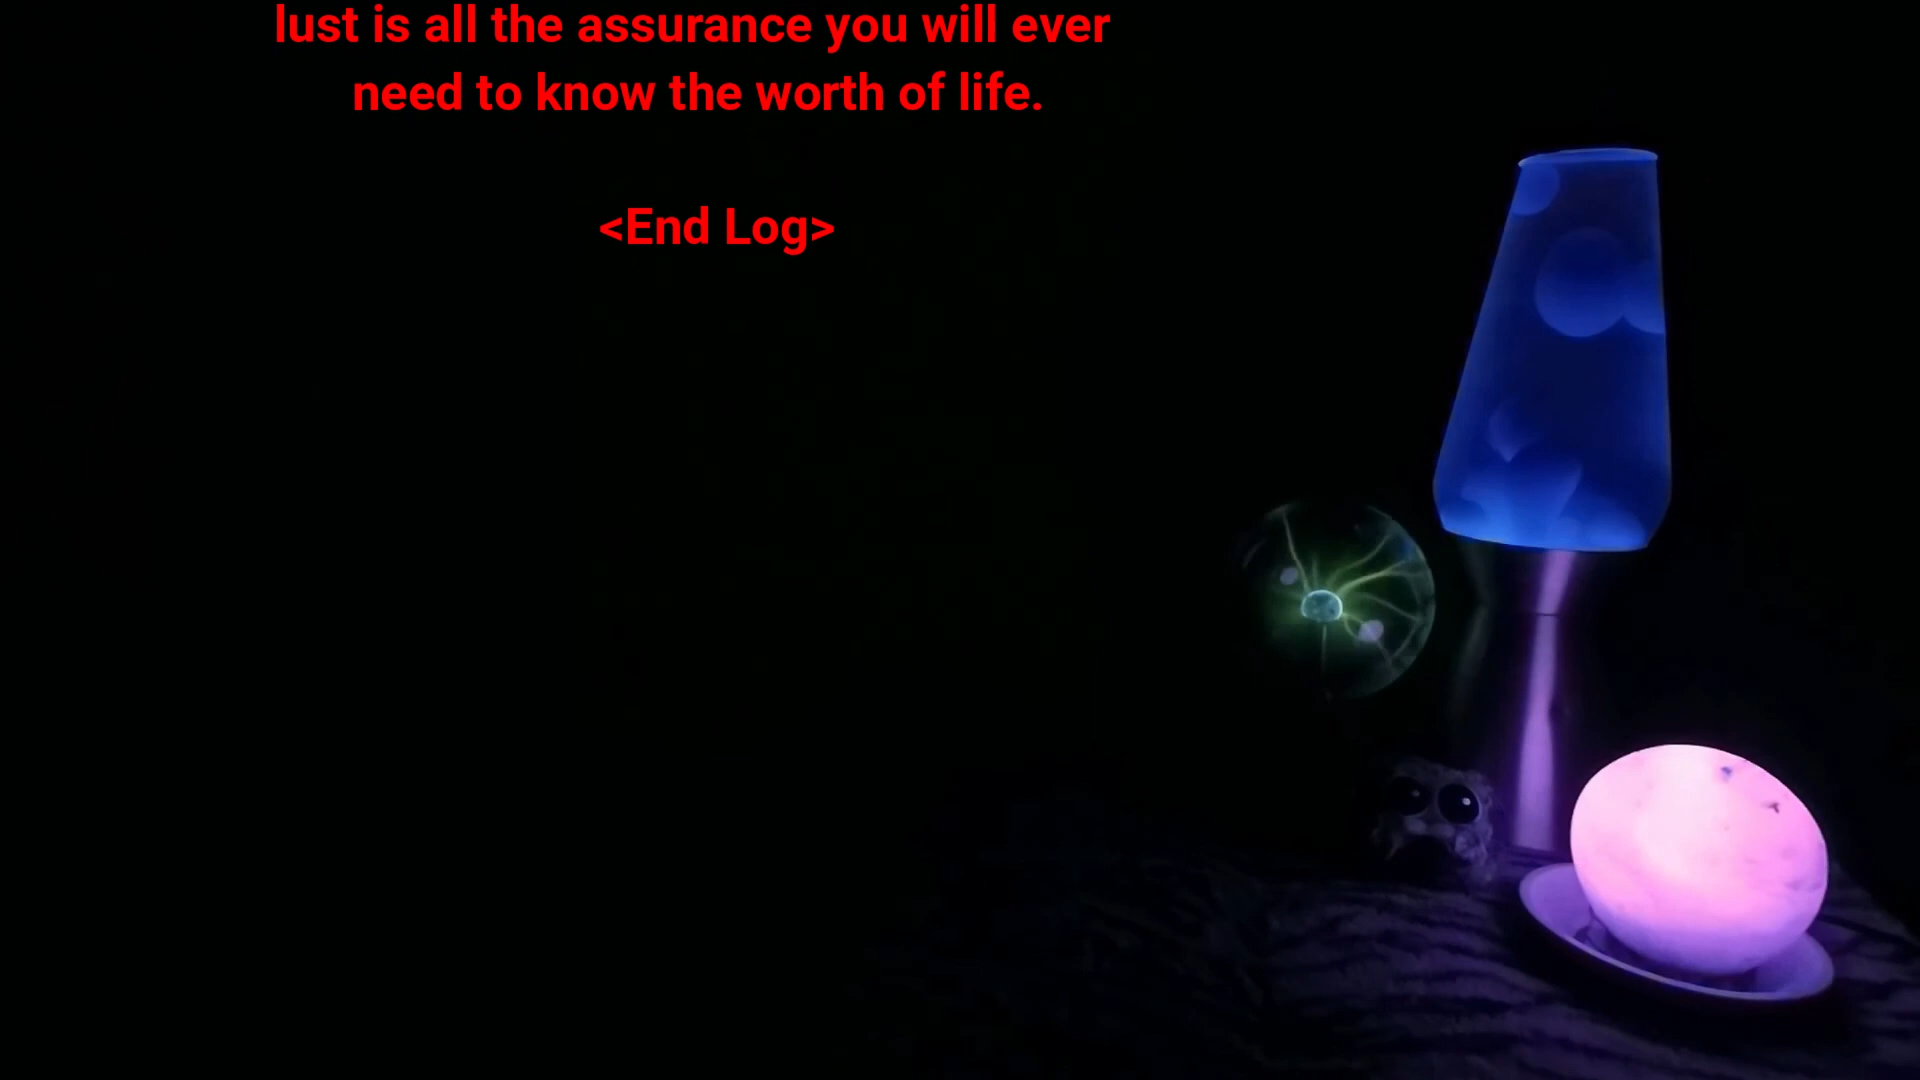 lust is all the assurance you will ever
need to know the worth of life.
<End Log>